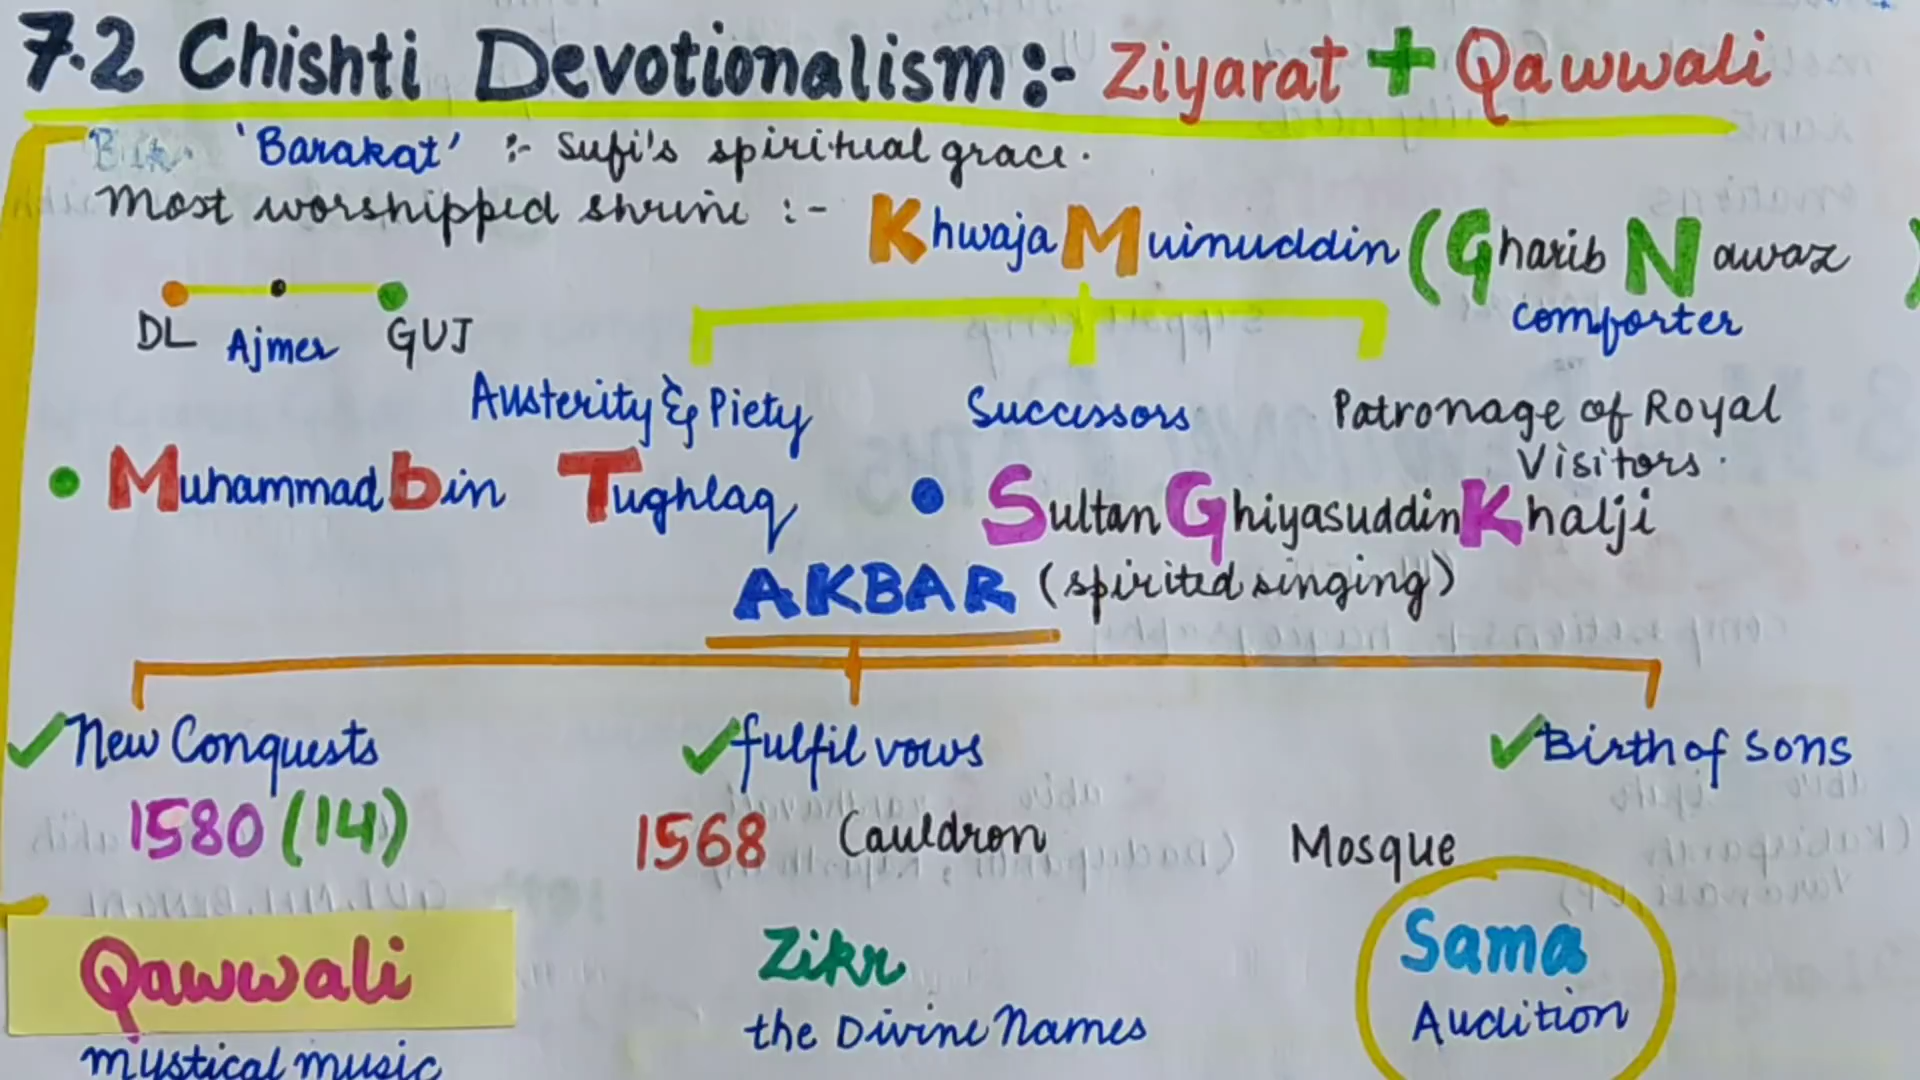 7.2 Chishti Devotionalism:- Ziyarat + Qawwali
'Barakat' :- Sufi's spiritual grace.
Most worshipped shrine :- Khwaja Muinuddin (Gharib Nawaz)
comforter
DL Ajmer GUJ
Austerity & Piety Successors Patronage of Royal
Visitors.
• Muhammad bin Tughlaq • Sultan Ghiyasuddin Khalji
AKBAR (spirited singing)
✓ New Conquests ✓ fulfil vows ✓ Birth of Sons
1580 (14) 1568 Cauldron Mosque
Qawwali Zikr Sama
mystical music the Divine Names Audition